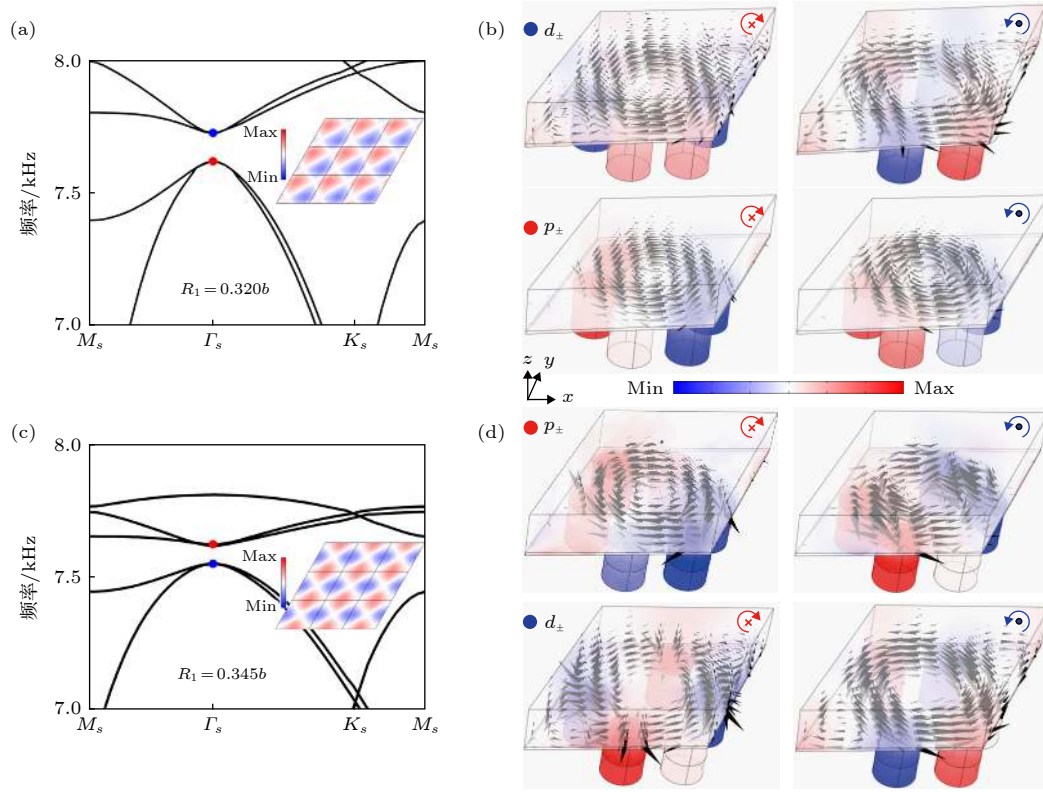 (a)
频率/kHz
8.0
7.5
7.0
Max
Min
R₁=0.320b
Mₛ
Γₛ
Kₛ
Mₛ
(b)
d±
p±
z
y
x
Min
Max
(c)
频率/kHz
8.0
7.5
7.0
Max
Min
R₁=0.345b
Mₛ
Γₛ
Kₛ
Mₛ
(d)
p±
d±